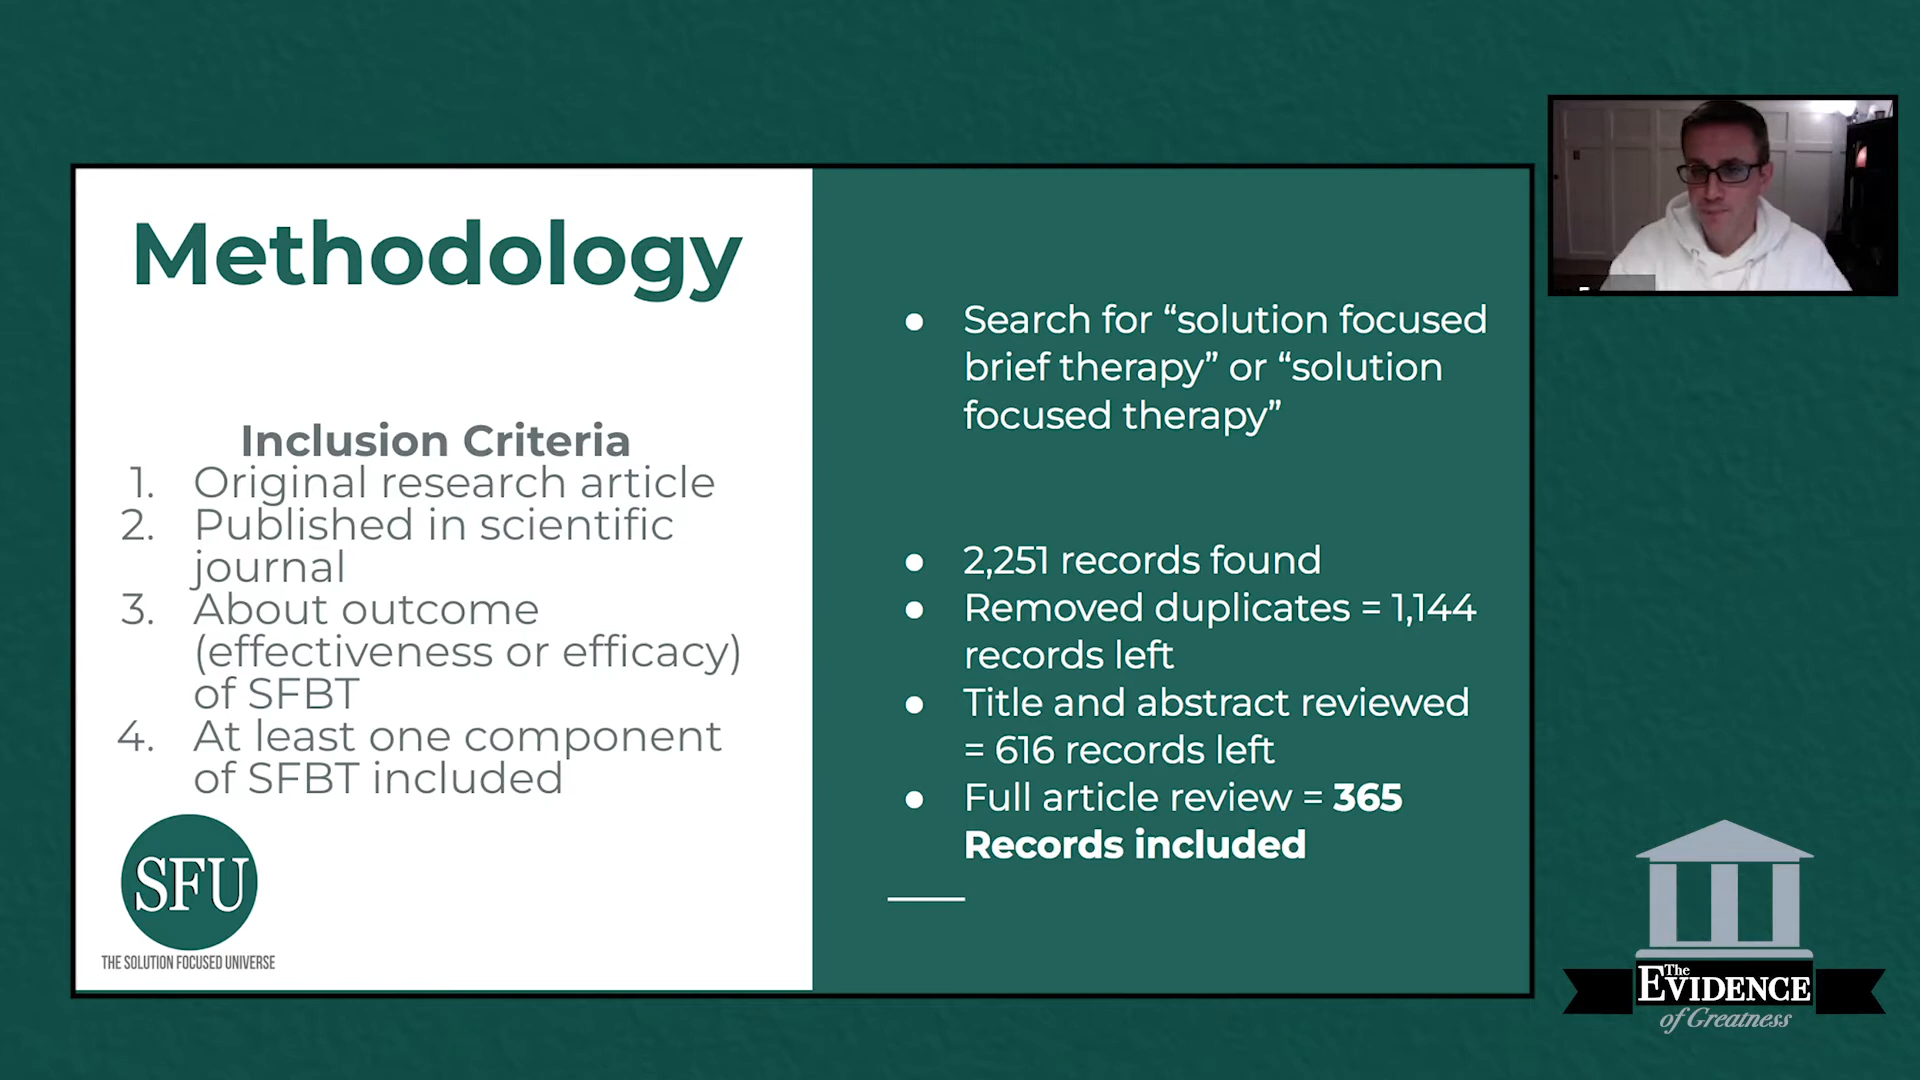 Methodology
Inclusion Criteria
1. Original research article
2. Published in scientific
journal
3. About outcome
(effectiveness or efficacy)
of SFBT
4. At least one component
of SFBT included
SFU
THE SOLUTION FOCUSED UNIVERSE
● Search for “solution focused
brief therapy” or “solution
focused therapy”
● 2,251 records found
● Removed duplicates = 1,144
records left
● Title and abstract reviewed
= 616 records left
● Full article review = 365
Records included
The
EVIDENCE
of Greatness